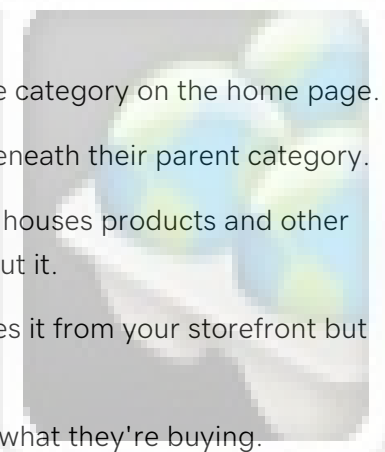 e category on the home page.
eneath their parent category.
houses products and other
ut it.
es it from your storefront but
what they're buying.